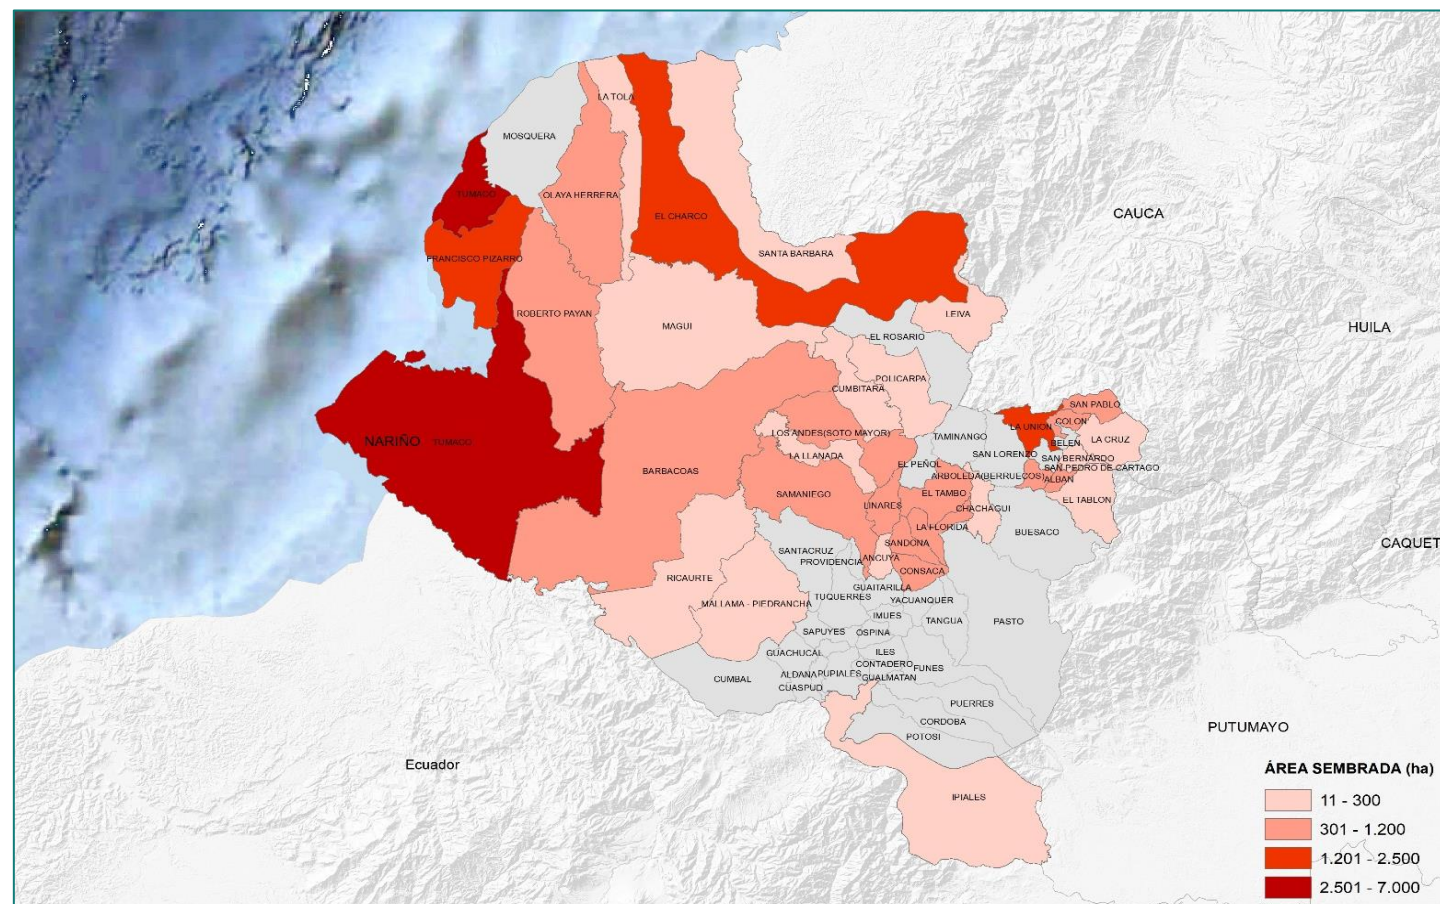 LA TOLA
MOSQUERA
TUMACO
OLAYA HERRERA
EL CHARCO
CAUCA
SANTA BARBARA
FRANCISCO PIZARRO
ROBERTO PAYAN
MAGUI
LEIVA
EL ROSARIO
HUILA
POLICARPA
CUMBITARA
SAN PABLO
COLON
LA UNION
LOS ANDES(SOTO MAYOR)
TAMINANGO
BELEN
LA CRUZ
NARIÑO
TUMACO
LA LLANADA
SAN LORENZO
SAN BERNARDO
BARBACOAS
EL PEÑOL
SAN PEDRO DE CARTAGO
ARBOLEDA(BERRUECOS)
ALBAN
SAMANIEGO
EL TAMBO
EL TABLON
LINARES
CHACHAGUI
LA FLORIDA
BUESACO
SANDONA
CAQUET
SANTACRUZ
PROVIDENCIA
ANCUYA
CONSACA
RICAURTE
GUAITARILLA
TUQUERRES
YACUANQUER
MALLAMA - PIEDRANCHA
IMUES
TANGUA
PASTO
SAPUYES
OSPINA
GUACHUCAL
ILES
CONTADERO
FUNES
CUMBAL
ALDANA
PUPIALES
GUALMATAN
CUASPUD
PUERRES
CORDOBA
PUTUMAYO
POTOSI
Ecuador
IPIALES
ÁREA SEMBRADA (ha)
11 - 300
301 - 1.200
1.201 - 2.500
2.501 - 7.000